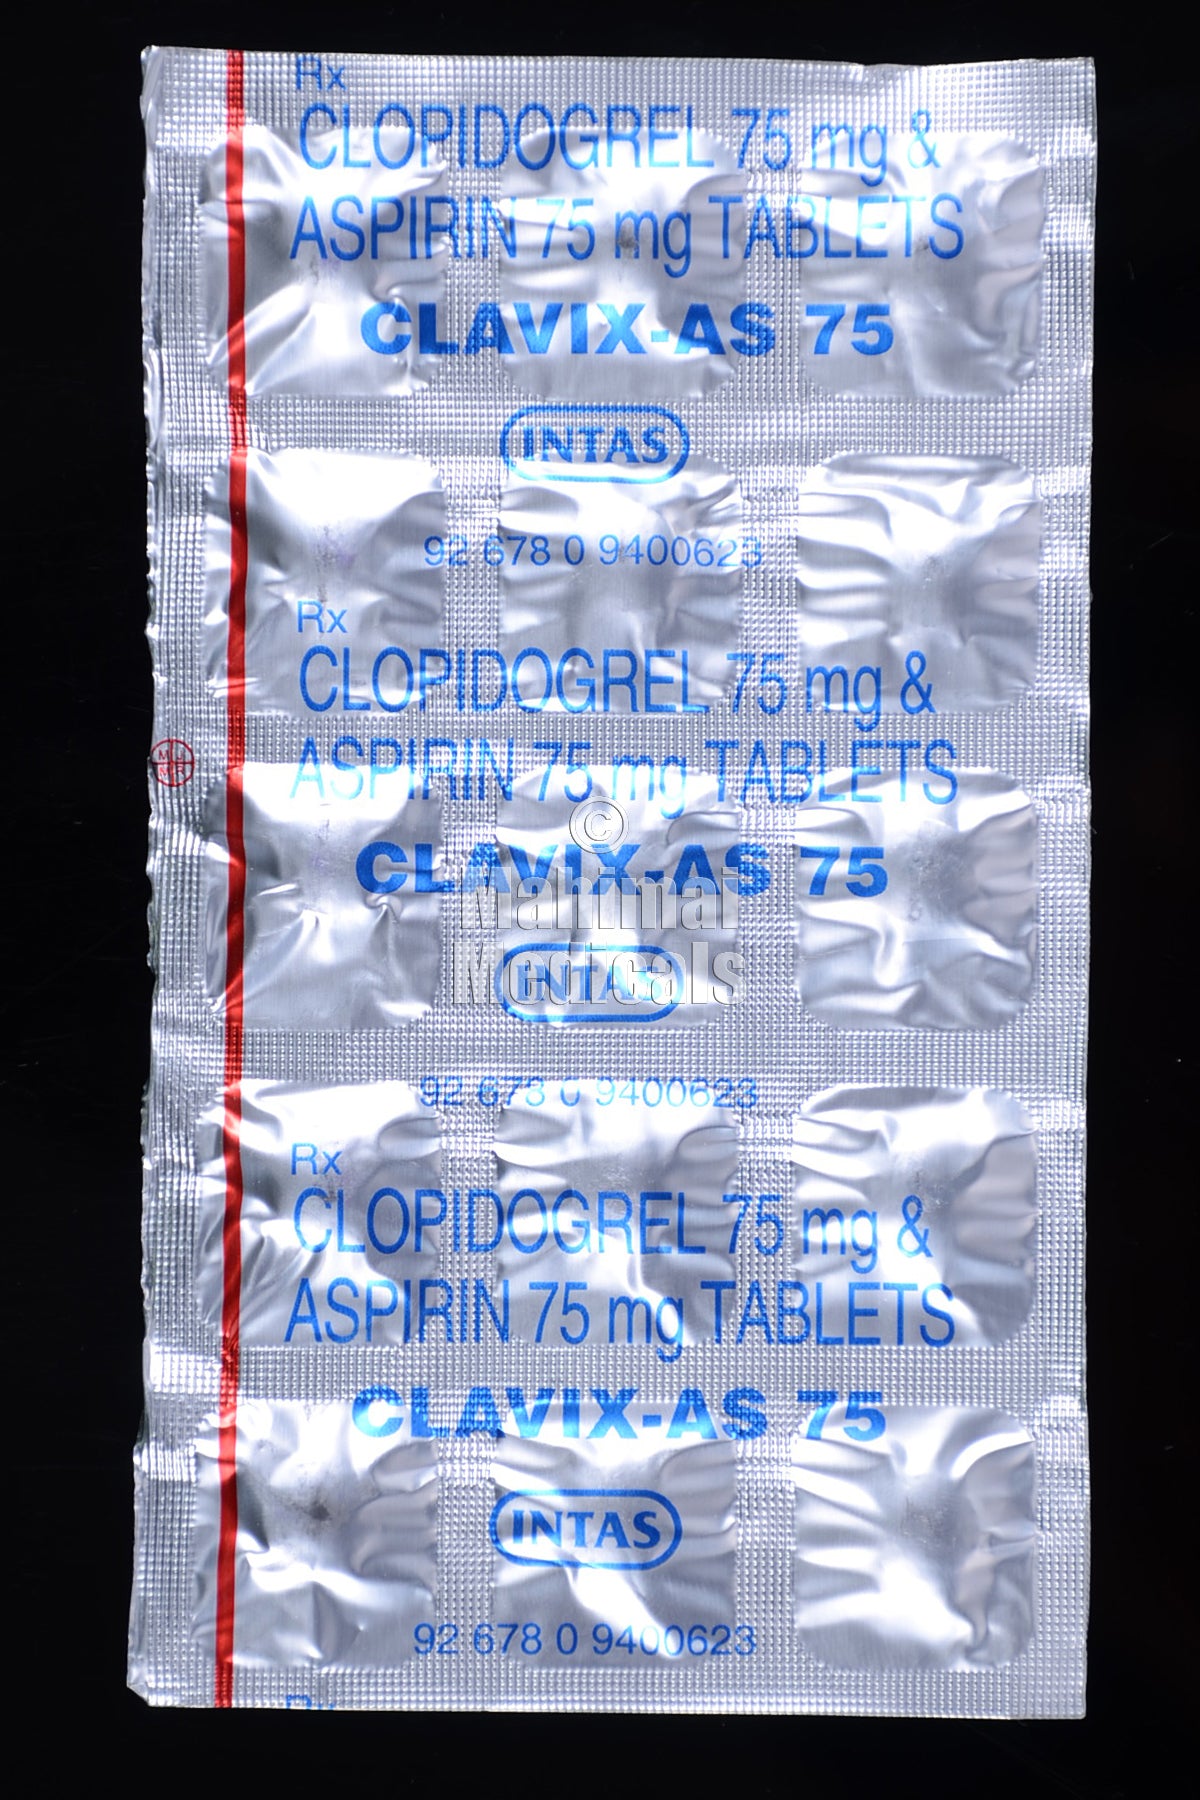 Rx
CLOPIDOGREL 75 mg &
ASPIRIN 75 mg TABLETS
CLAVIX-AS 75
INTAS
92 678 0 9400623
Rx
CLOPIDOGREL 75 mg &
ASPIRIN 75 mg TABLETS
©
CLAVIX-AS 75
Mahimai
Medicals
INTAS
92 678 0 9400623
Rx
CLOPIDOGREL 75 mg &
ASPIRIN 75 mg TABLETS
CLAVIX-AS 75
INTAS
92 678 0 9400623